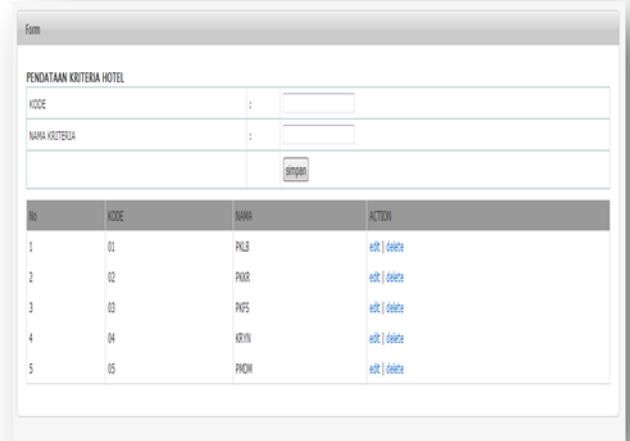 Form
PENDATAAN KRITERIA HOTEL
KODE :
NAMA KRITERIA :
simpan
No KODE NAMA ACTION
1 01 PKLB edit | delete
2 02 PKKR edit | delete
3 03 PKFS edit | delete
4 04 KRYN edit | delete
5 05 PMDM edit | delete